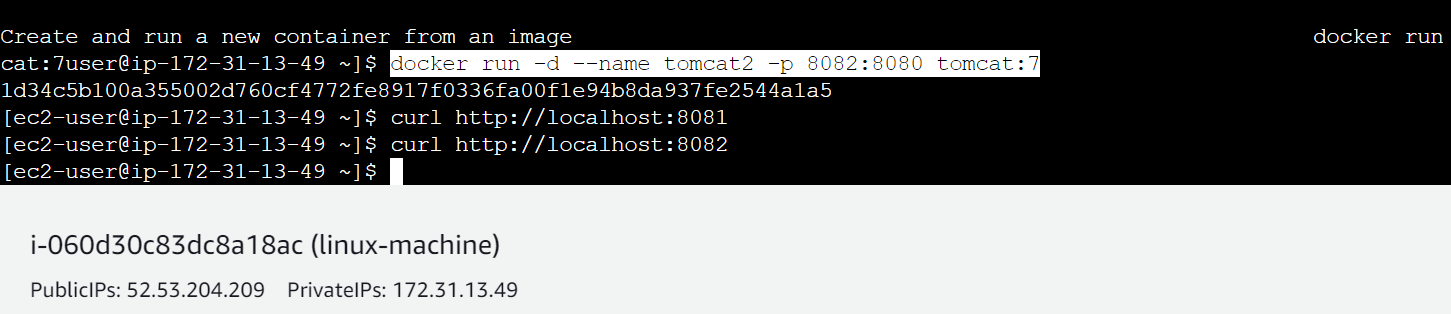 Create and run a new container from an image docker run
cat:7user@ip-172-31-13-49 ~]$ docker run -d --name tomcat2 -p 8082:8080 tomcat:7
1d34c5b100a355002d760cf4772fe8917f0336fa00f1e94b8da937fe2544a1a5
[ec2-user@ip-172-31-13-49 ~]$ curl http://localhost:8081
[ec2-user@ip-172-31-13-49 ~]$ curl http://localhost:8082
[ec2-user@ip-172-31-13-49 ~]$
i-060d30c83dc8a18ac (linux-machine)
PublicIPs: 52.53.204.209 PrivateIPs: 172.31.13.49